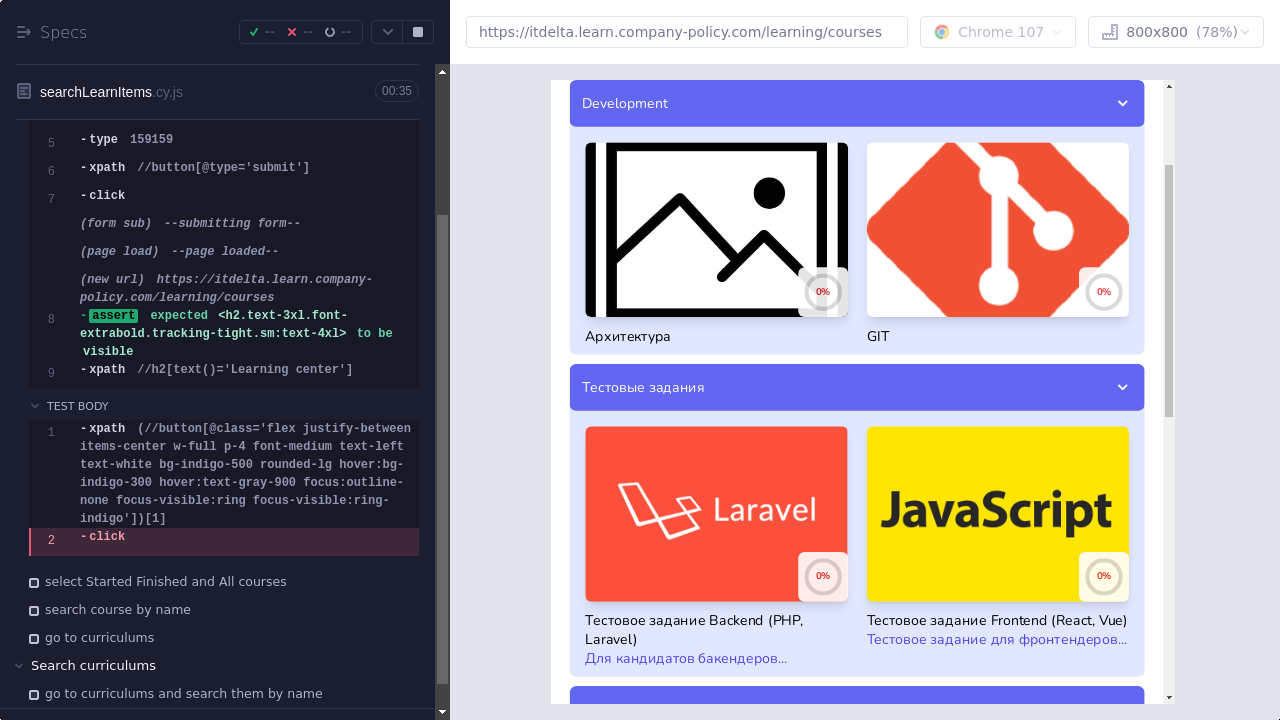 Specs
--
--
--
searchLearnItems.cy.js
00:35
5 -type 159159
6 -xpath //button[@type='submit']
7 -click
(form sub) --submitting form--
(page load) --page loaded--
(new url) https://itdelta.learn.company-
policy.com/learning/courses
8 -assert expected <h2.text-3xl.font-
extrabold.tracking-tight.sm:text-4xl> to be
visible
9 -xpath //h2[text()='Learning center']
TEST BODY
1 -xpath (//button[@class='flex justify-between
items-center w-full p-4 font-medium text-left
text-white bg-indigo-500 rounded-lg hover:bg-
indigo-300 hover:text-gray-900 focus:outline-
none focus-visible:ring focus-visible:ring-
indigo'])[1]
2 -click
select Started Finished and All courses
search course by name
go to curriculums
Search curriculums
go to curriculums and search them by name
https://itdelta.learn.company-policy.com/learning/courses
Chrome 107
800x800 (78%)
Development
0%
0%
Архитектура
GIT
Тестовые задания
Laravel
JavaScript
0%
0%
Тестовое задание Backend (PHP,
Laravel)
Для кандидатов бакендеров...
Тестовое задание Frontend (React, Vue)
Тестовое задание для фронтендеров...